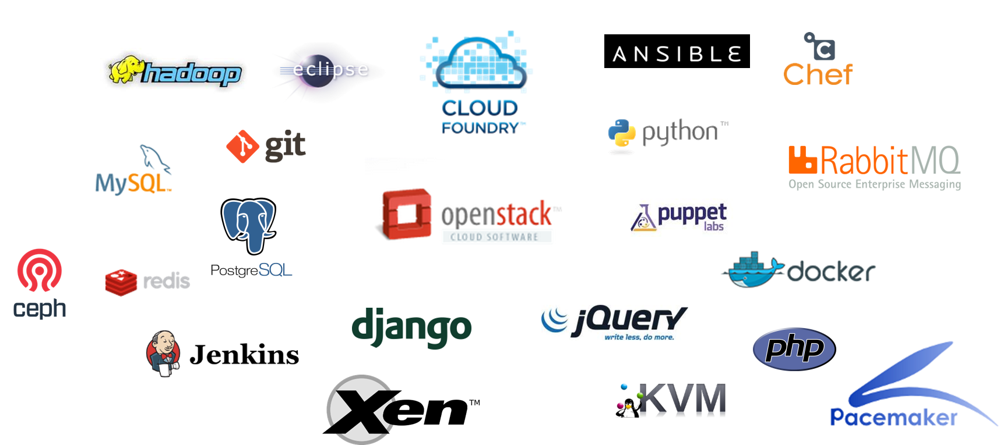 hadoop
eclipse
CLOUD
FOUNDRY™
ANSIBLE
C
Chef
git
python™
MySQL™
RabbitMQ
Open Source Enterprise Messaging
openstack™
CLOUD SOFTWARE
puppet
labs
PostgreSQL
redis
docker
ceph
django
jQuery
write less, do more.
Jenkins
php
Xen™
KVM
Pacemaker